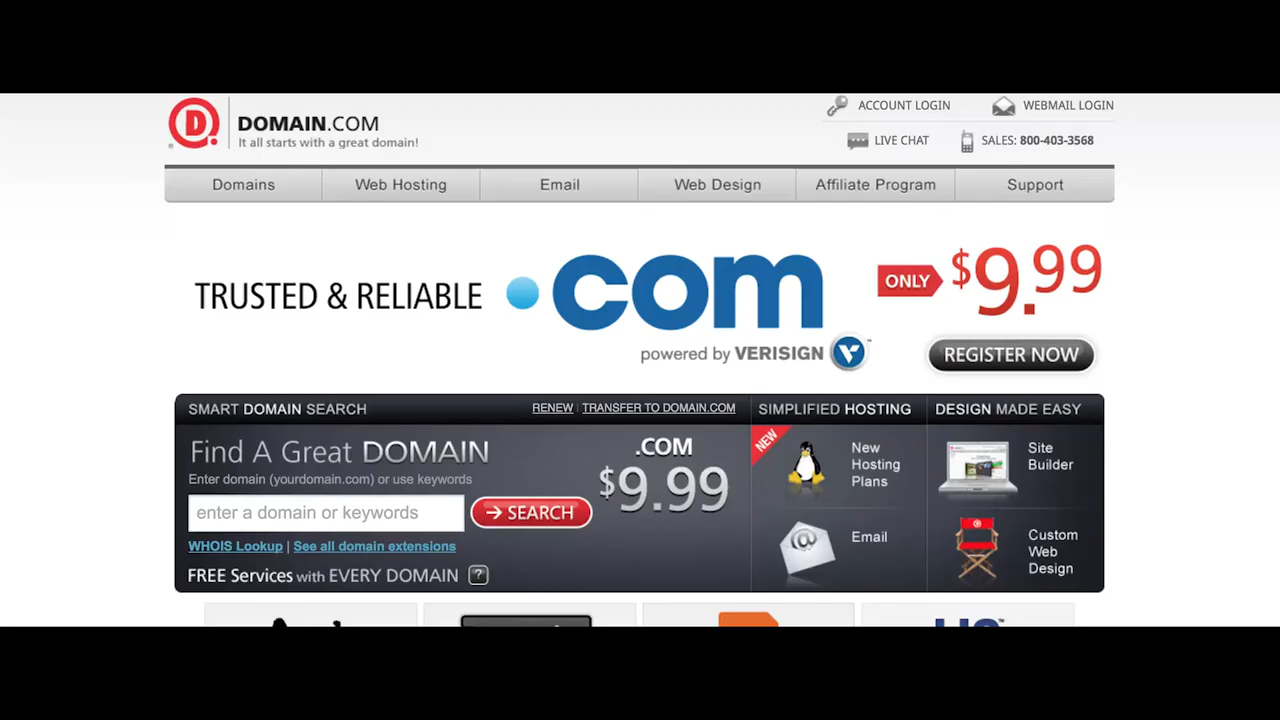 DOMAIN.COM
It all starts with a great domain!
ACCOUNT LOGIN
WEBMAIL LOGIN
LIVE CHAT
SALES: 800-403-3568
Domains
Web Hosting
Email
Web Design
Affiliate Program
Support
TRUSTED & RELIABLE
.com
powered by VERISIGN
ONLY
$9.99
REGISTER NOW
SMART DOMAIN SEARCH
RENEW | TRANSFER TO DOMAIN.COM
SIMPLIFIED HOSTING
DESIGN MADE EASY
Find A Great DOMAIN
Enter domain (yourdomain.com) or use keywords
enter a domain or keywords
→ SEARCH
.COM
$9.99
WHOIS Lookup | See all domain extensions
FREE Services with EVERY DOMAIN ?
NEW
New
Hosting
Plans
Email
Site
Builder
Custom
Web
Design